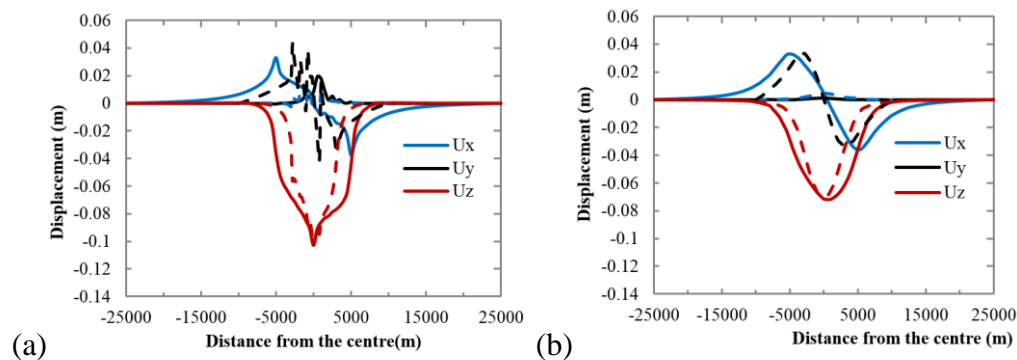 0.06
0.04
0.02
0
-0.02
-0.04
-0.06
-0.08
-0.1
-0.12
-0.14
Displacement (m)
Ux
Uy
Uz
-25000 -15000 -5000 5000 15000 25000
Distance from the centre(m)
(a)
0.06
0.04
0.02
0
-0.02
-0.04
-0.06
-0.08
-0.1
-0.12
-0.14
Displacement (m)
Ux
Uy
Uz
-25000 -15000 -5000 5000 15000 25000
Distance from the centre (m)
(b)